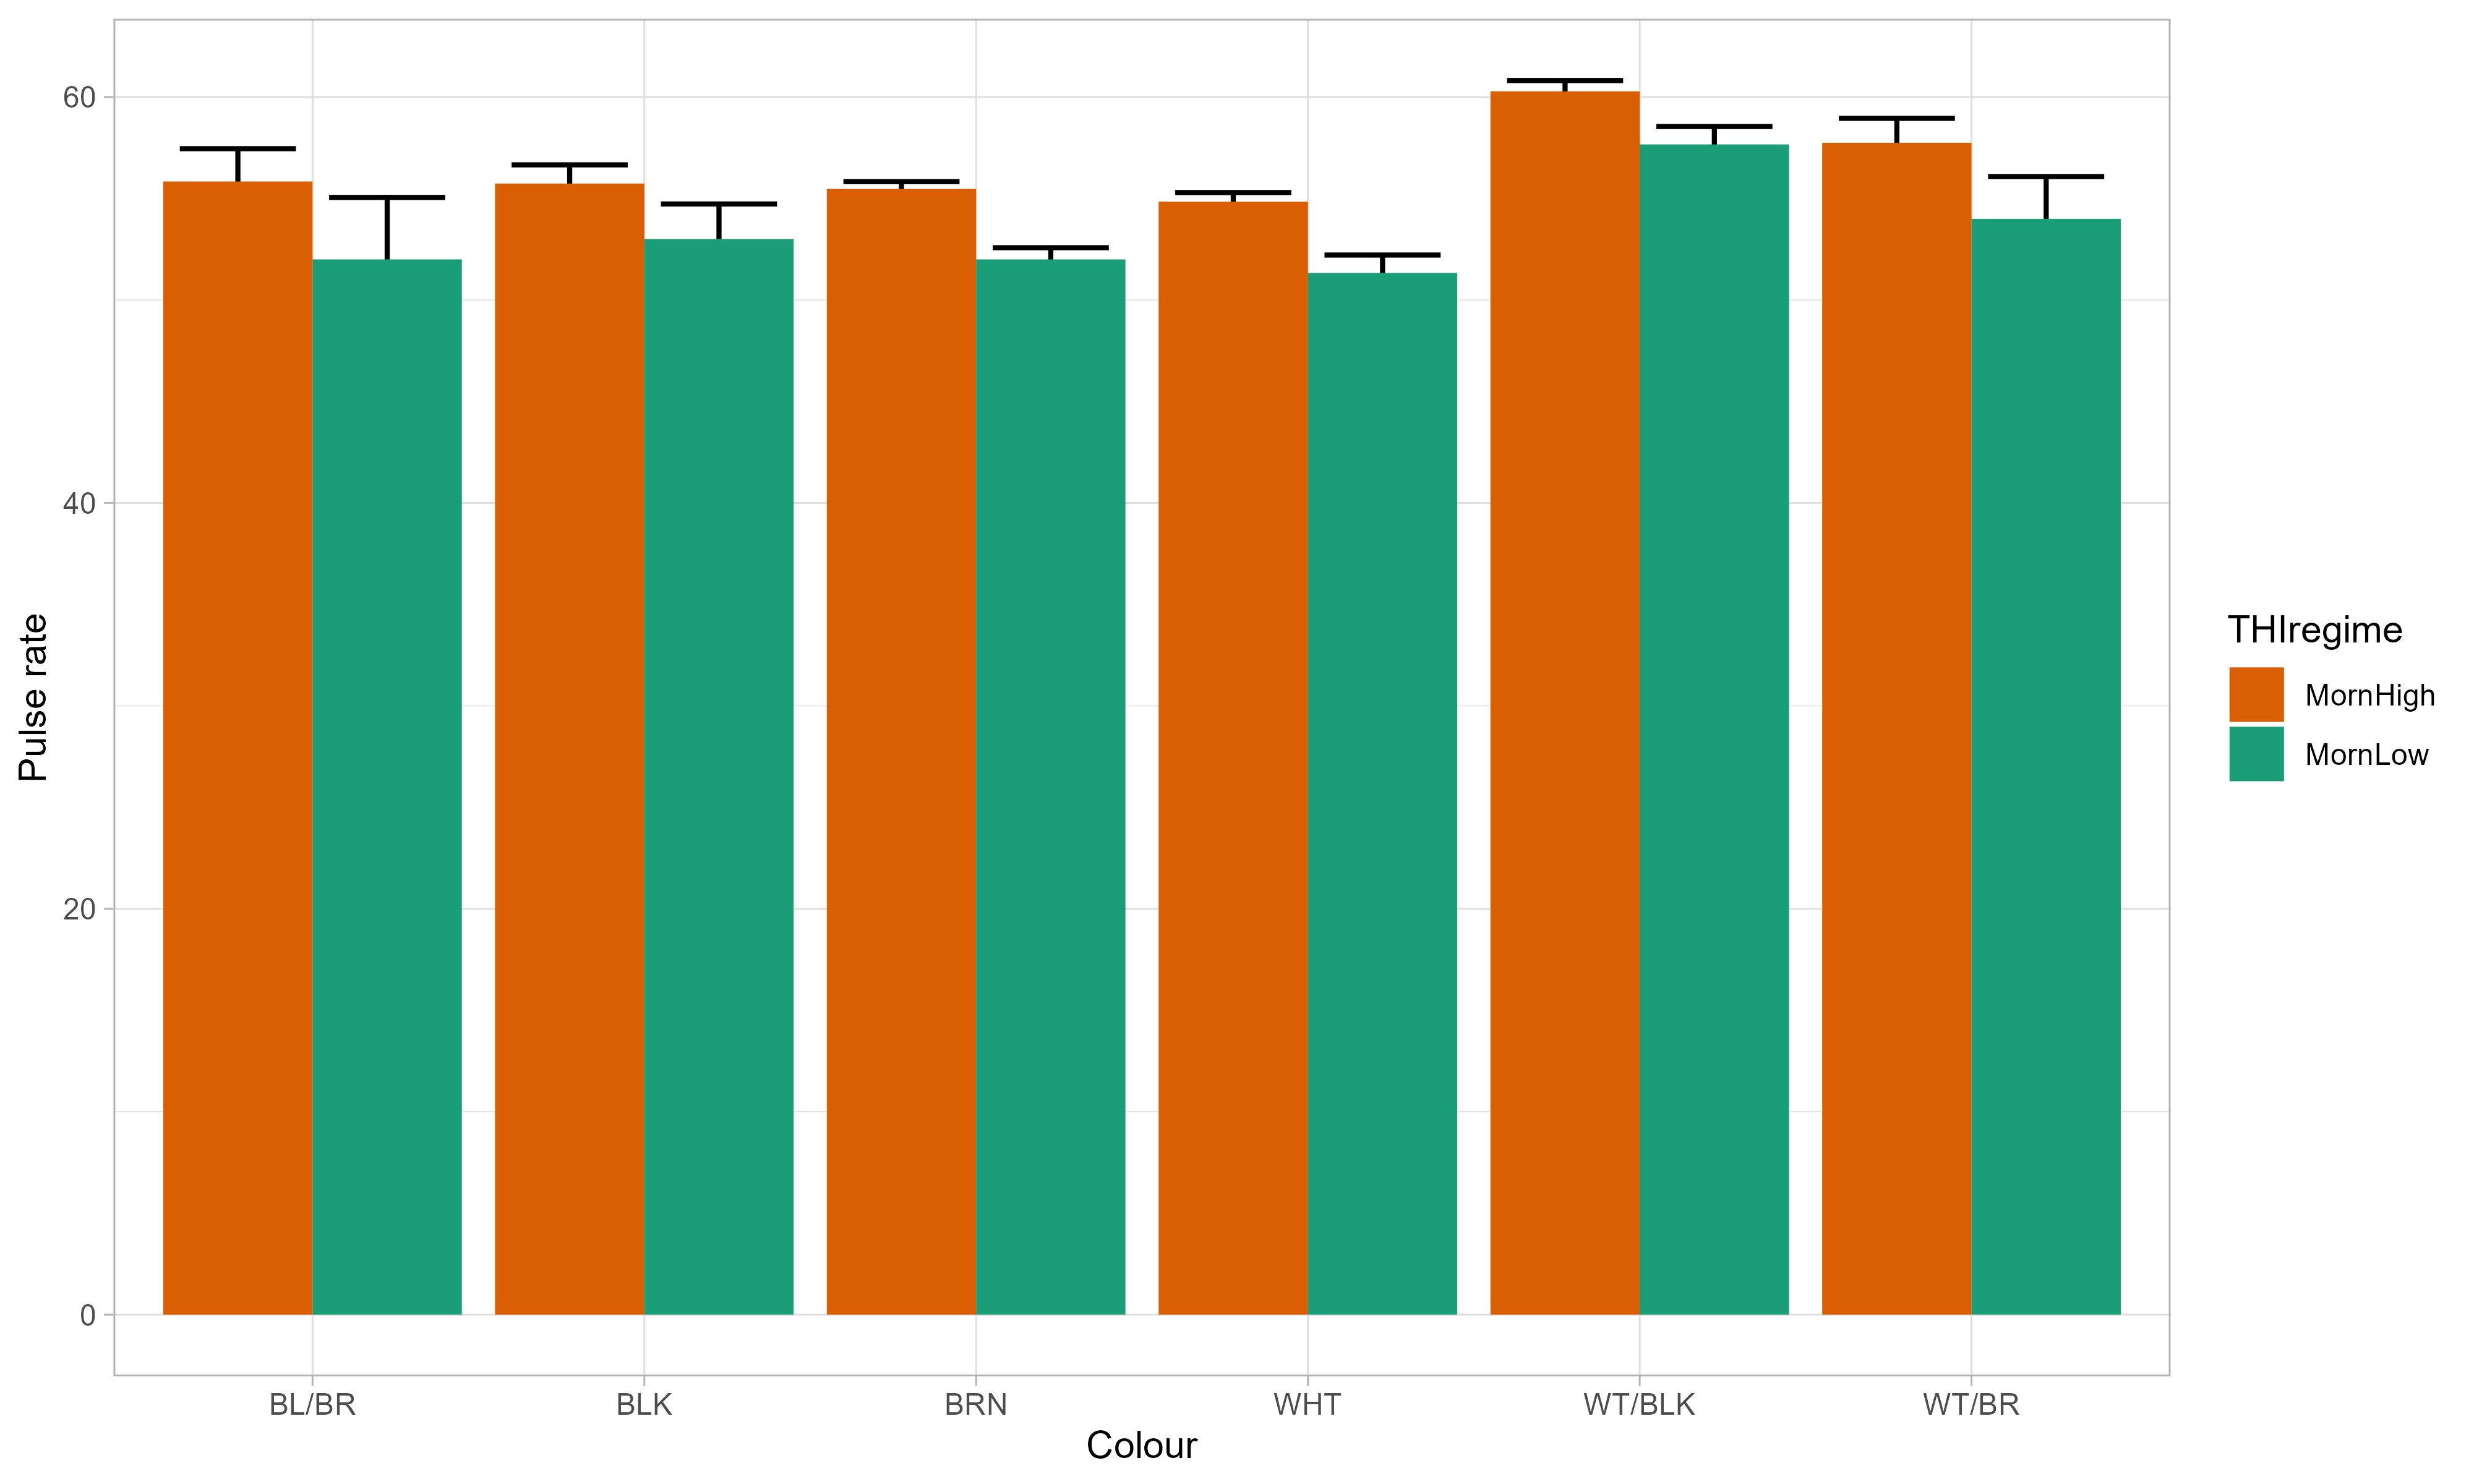 60
40
20
0
Pulse rate
BL/BR BLK BRN WHT WT/BLK WT/BR
Colour
THIregime
MornHigh
MornLow